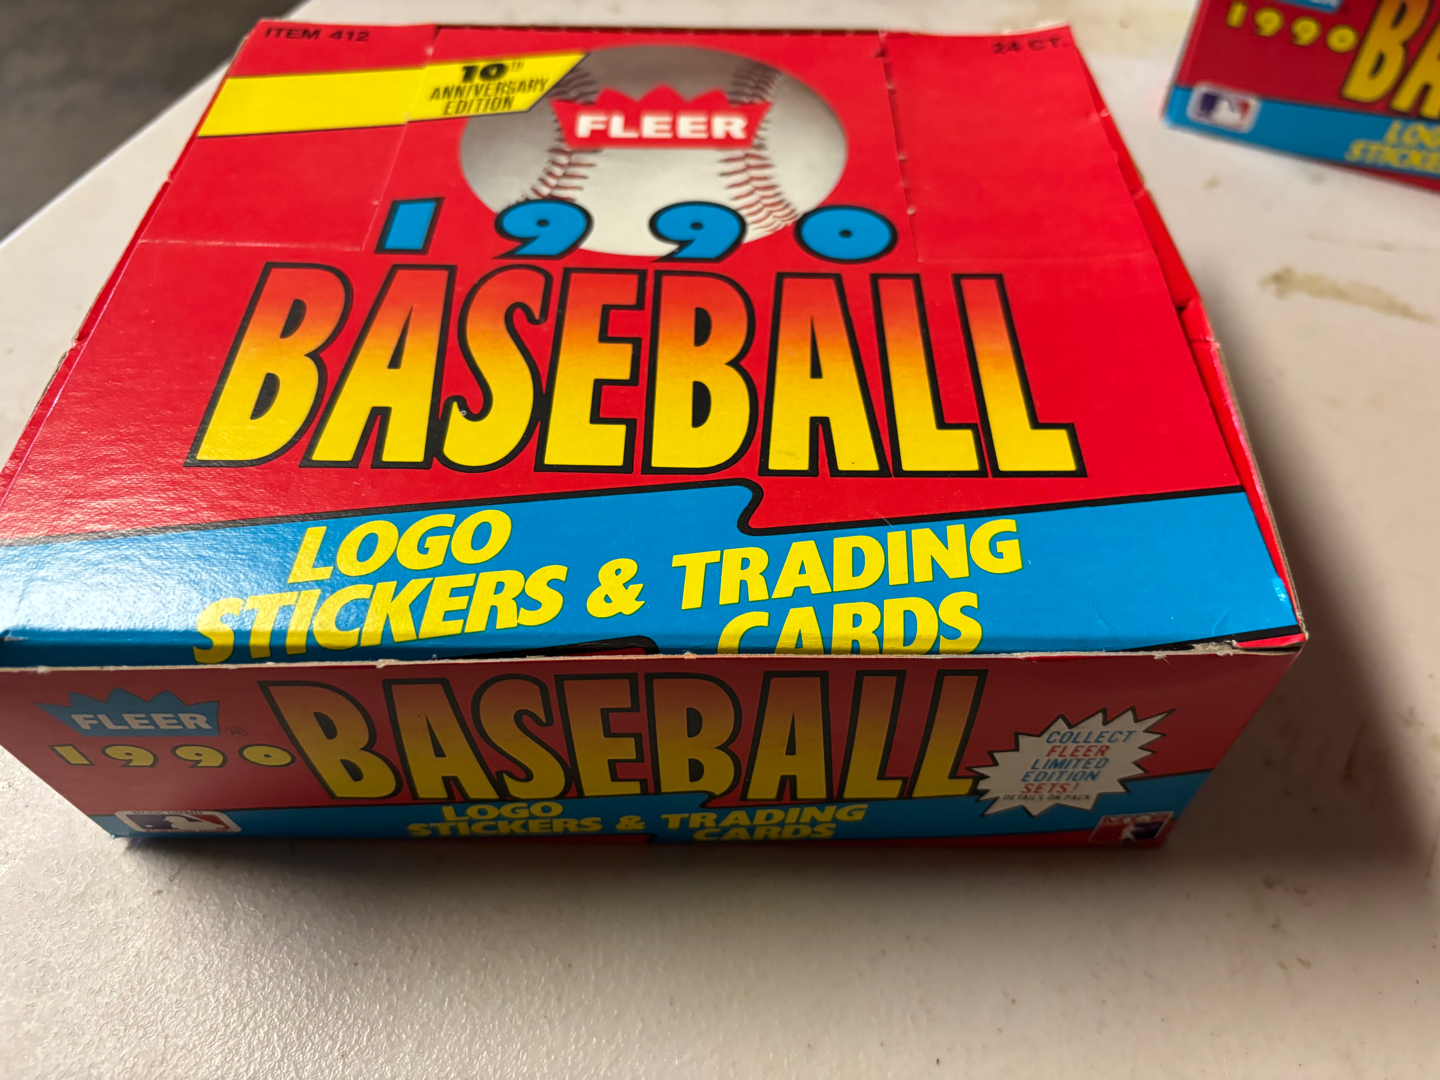 ITEM 412
24 CT.
10TH
ANNIVERSARY
EDITION
FLEER
1990
BASEBALL
LOGO
STICKERS & TRADING
CARDS
FLEER
1990
BASEBALL
LOGO
STICKERS & TRADING
CARDS
COLLECT
FLEER
LIMITED
EDITION
SETS!
DETAILS ON PACK
1990